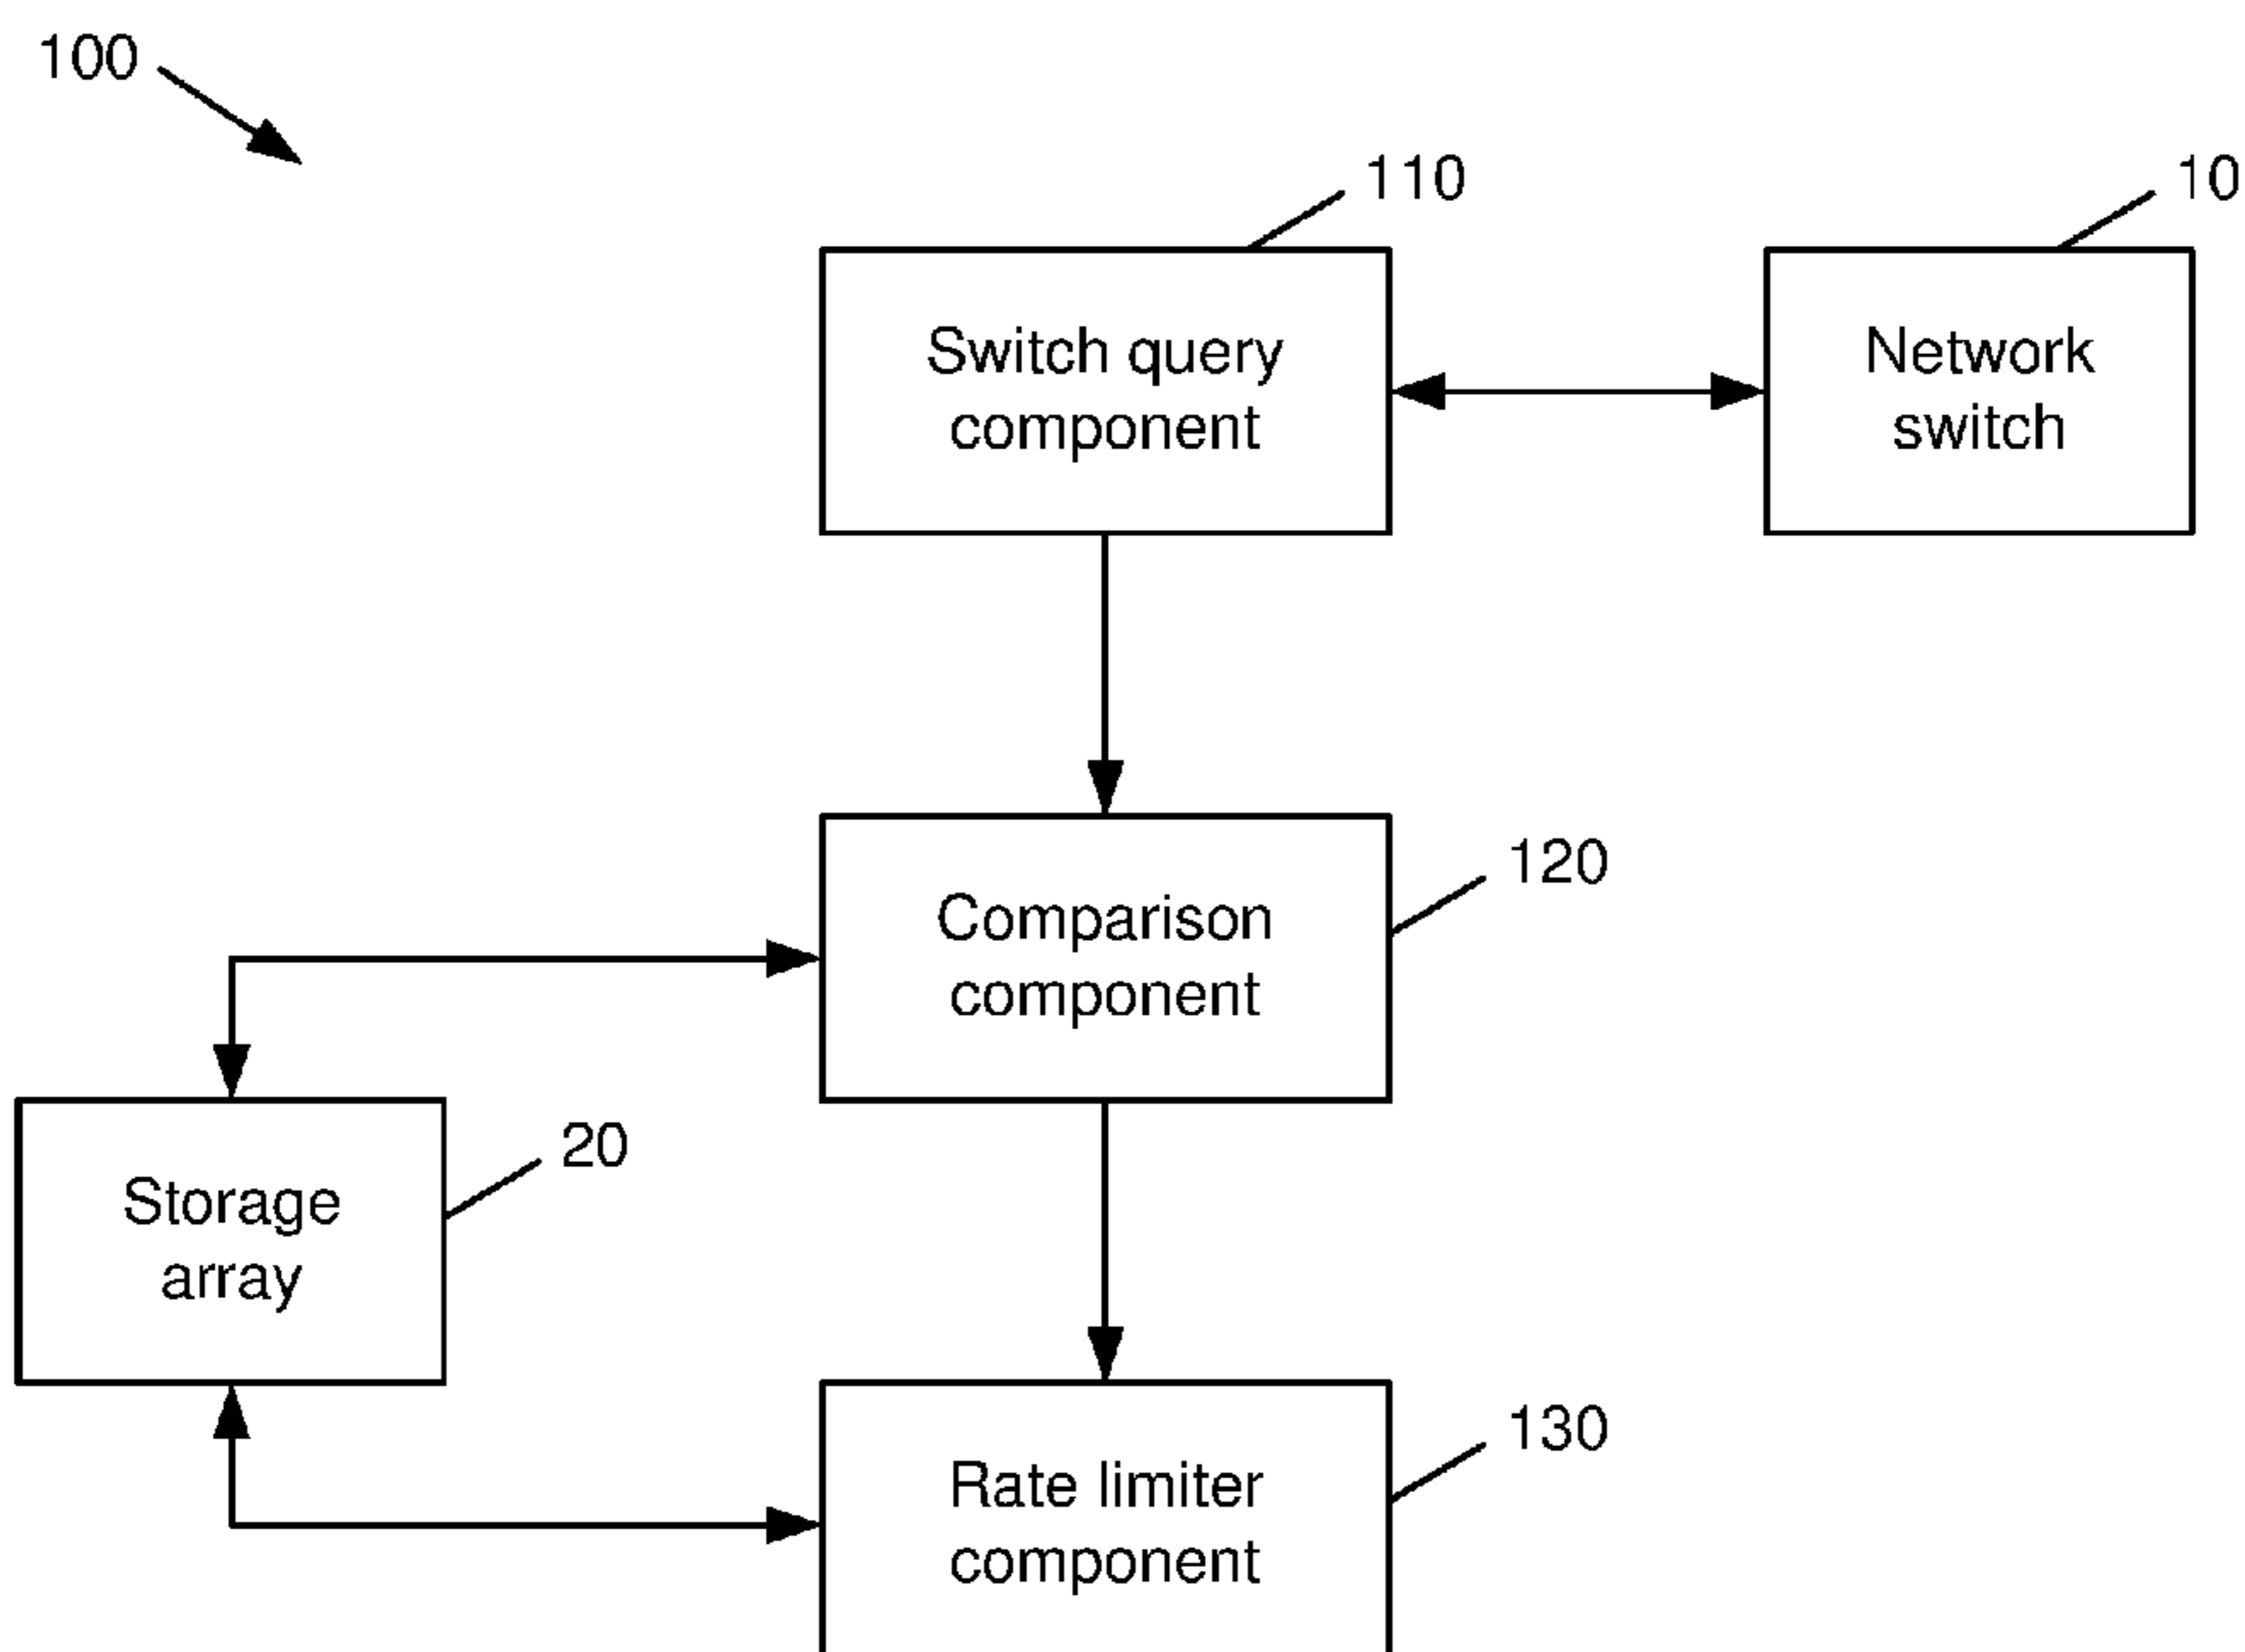 100
110
10
Switch query
component
Network
switch
120
Comparison
component
20
Storage
array
130
Rate limiter
component